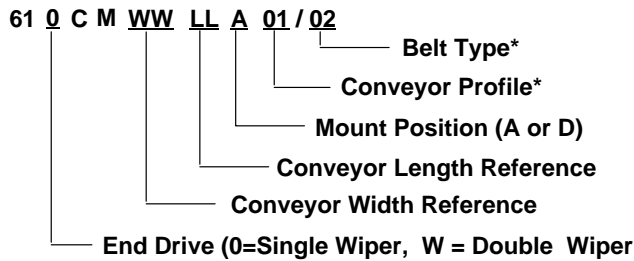 61 0 C M WW LL A 01 / 02
Belt Type*
Conveyor Profile*
Mount Position (A or D)
Conveyor Length Reference
Conveyor Width Reference
End Drive (0=Single Wiper, W = Double Wiper